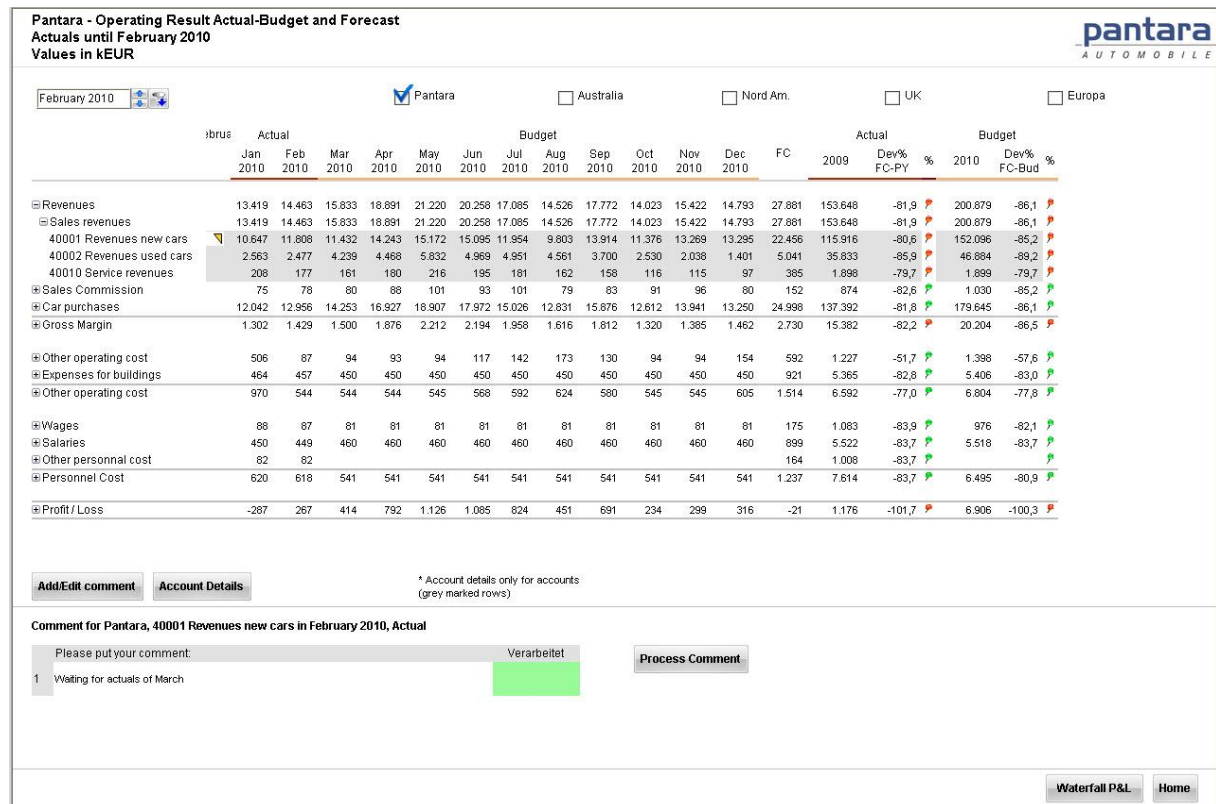 Pantara - Operating Result Actual-Budget and Forecast
Actuals until February 2010
Values in kEUR
pantara
AUTOMOBILE
February 2010 Pantara Australia Nord Am. UK Europa
Actual Budget Actual Budget
Jan 2010 Feb 2010 Mar 2010 Apr 2010 May 2010 Jun 2010 Jul 2010 Aug 2010 Sep 2010 Oct 2010 Nov 2010 Dec 2010 FC 2009 Dev% FC-PY % 2010 Dev% FC-Bud %
Revenues 13.419 14.463 15.833 18.891 21.220 20.258 17.085 14.526 17.772 14.023 15.422 14.793 27.881 153.648 -81,9 200.879 -86,1
Sales revenues 13.419 14.463 15.833 18.891 21.220 20.258 17.085 14.526 17.772 14.023 15.422 14.793 27.881 153.648 -81,9 200.879 -86,1
40001 Revenues new cars 10.647 11.808 11.432 14.243 15.172 15.095 11.954 9.803 13.914 11.376 13.269 13.295 22.456 115.916 -80,6 152.096 -85,2
40002 Revenues used cars 2.563 2.477 4.239 4.468 5.832 4.969 4.951 4.561 3.700 2.530 2.038 1.401 5.041 35.833 -85,9 46.884 -89,2
40010 Service revenues 208 177 161 180 216 195 181 162 158 116 115 97 385 1.898 -79,7 1.899 -79,7
Sales Commission 75 78 80 88 101 93 101 79 83 91 96 80 152 874 -82,6 1.030 -85,2
Car purchases 12.042 12.956 14.253 16.927 18.907 17.972 15.026 12.831 15.876 12.612 13.941 13.250 24.998 137.392 -81,8 179.645 -86,1
Gross Margin 1.302 1.429 1.500 1.876 2.212 2.194 1.958 1.616 1.812 1.320 1.385 1.462 2.730 15.382 -82,2 20.204 -86,5
Other operating cost 506 87 94 93 94 117 142 173 130 94 94 154 592 1.227 -51,7 1.398 -57,6
Expenses for buildings 464 457 450 450 450 450 450 450 450 450 450 450 921 5.365 -82,8 5.406 -83,0
Other operating cost 970 544 544 544 545 568 592 624 580 545 545 605 1.514 6.592 -77,0 6.804 -77,8
Wages 88 87 81 81 81 81 81 81 81 81 81 81 175 1.083 -83,9 976 -82,1
Salaries 450 449 460 460 460 460 460 460 460 460 460 460 899 5.522 -83,7 5.518 -83,7
Other personnal cost 82 82 164 1.008 -83,7
Personnel Cost 620 618 541 541 541 541 541 541 541 541 541 541 1.237 7.614 -83,7 6.495 -80,9
Profit / Loss -287 267 414 792 1.126 1.085 824 451 691 234 299 316 -21 1.176 -101,7 6.906 -100,3
Add/Edit comment Account Details
* Account details only for accounts
(grey marked rows)
Comment for Pantara, 40001 Revenues new cars in February 2010, Actual
Please put your comment: Verarbeitet
Process Comment
1 Waiting for actuals of March
Waterfall P&L Home